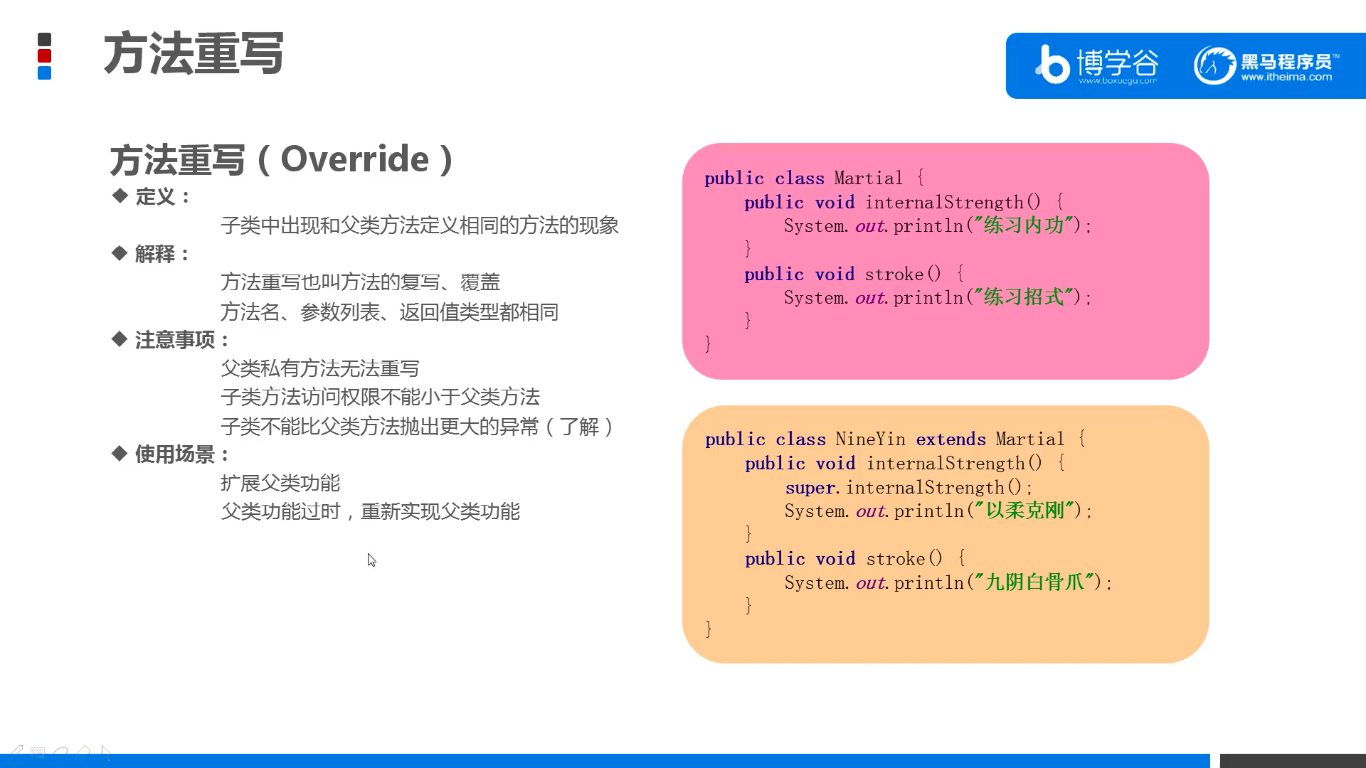 方法重写
博学谷
www.boxuegu.com
黑马程序员™
www.itheima.com
方法重写（Override）
◆ 定义：
子类中出现和父类方法定义相同的方法的现象
◆ 解释：
方法重写也叫方法的复写、覆盖
方法名、参数列表、返回值类型都相同
◆ 注意事项：
父类私有方法无法重写
子类方法访问权限不能小于父类方法
子类不能比父类方法抛出更大的异常（了解）
◆ 使用场景：
扩展父类功能
父类功能过时，重新实现父类功能
public class Martial {
public void internalStrength() {
System.out.println("练习内功");
}
public void stroke() {
System.out.println("练习招式");
}
}
public class NineYin extends Martial {
public void internalStrength() {
super.internalStrength();
System.out.println("以柔克刚");
}
public void stroke() {
System.out.println("九阴白骨爪");
}
}